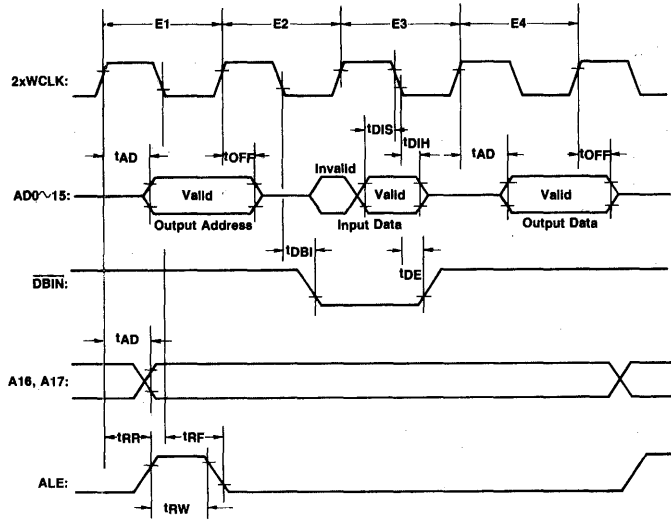 E1 E2 E3 E4
2xWCLK:
tDIS
tDIH
tAD tOFF tAD tOFF
Invalid
AD0~15: Valid Valid Valid
Output Address Input Data Output Data
tDBI tDE
DBIN:
tAD
A16, A17:
tRR tRF
ALE:
tRW